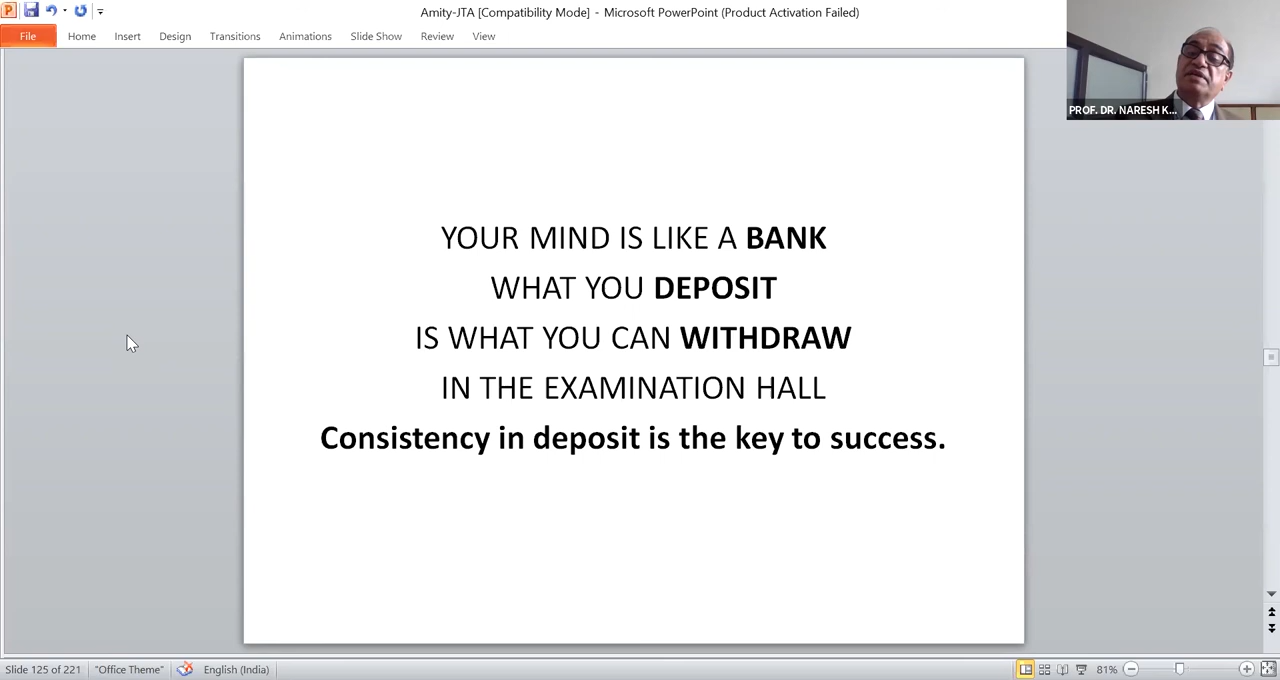 Amity-JTA [Compatibility Mode] - Microsoft PowerPoint (Product Activation Failed)
File Home Insert Design Transitions Animations Slide Show Review View
PROF. DR. NARESH K...
YOUR MIND IS LIKE A BANK
WHAT YOU DEPOSIT
IS WHAT YOU CAN WITHDRAW
IN THE EXAMINATION HALL
Consistency in deposit is the key to success.
Slide 125 of 221 "Office Theme" English (India) 81%